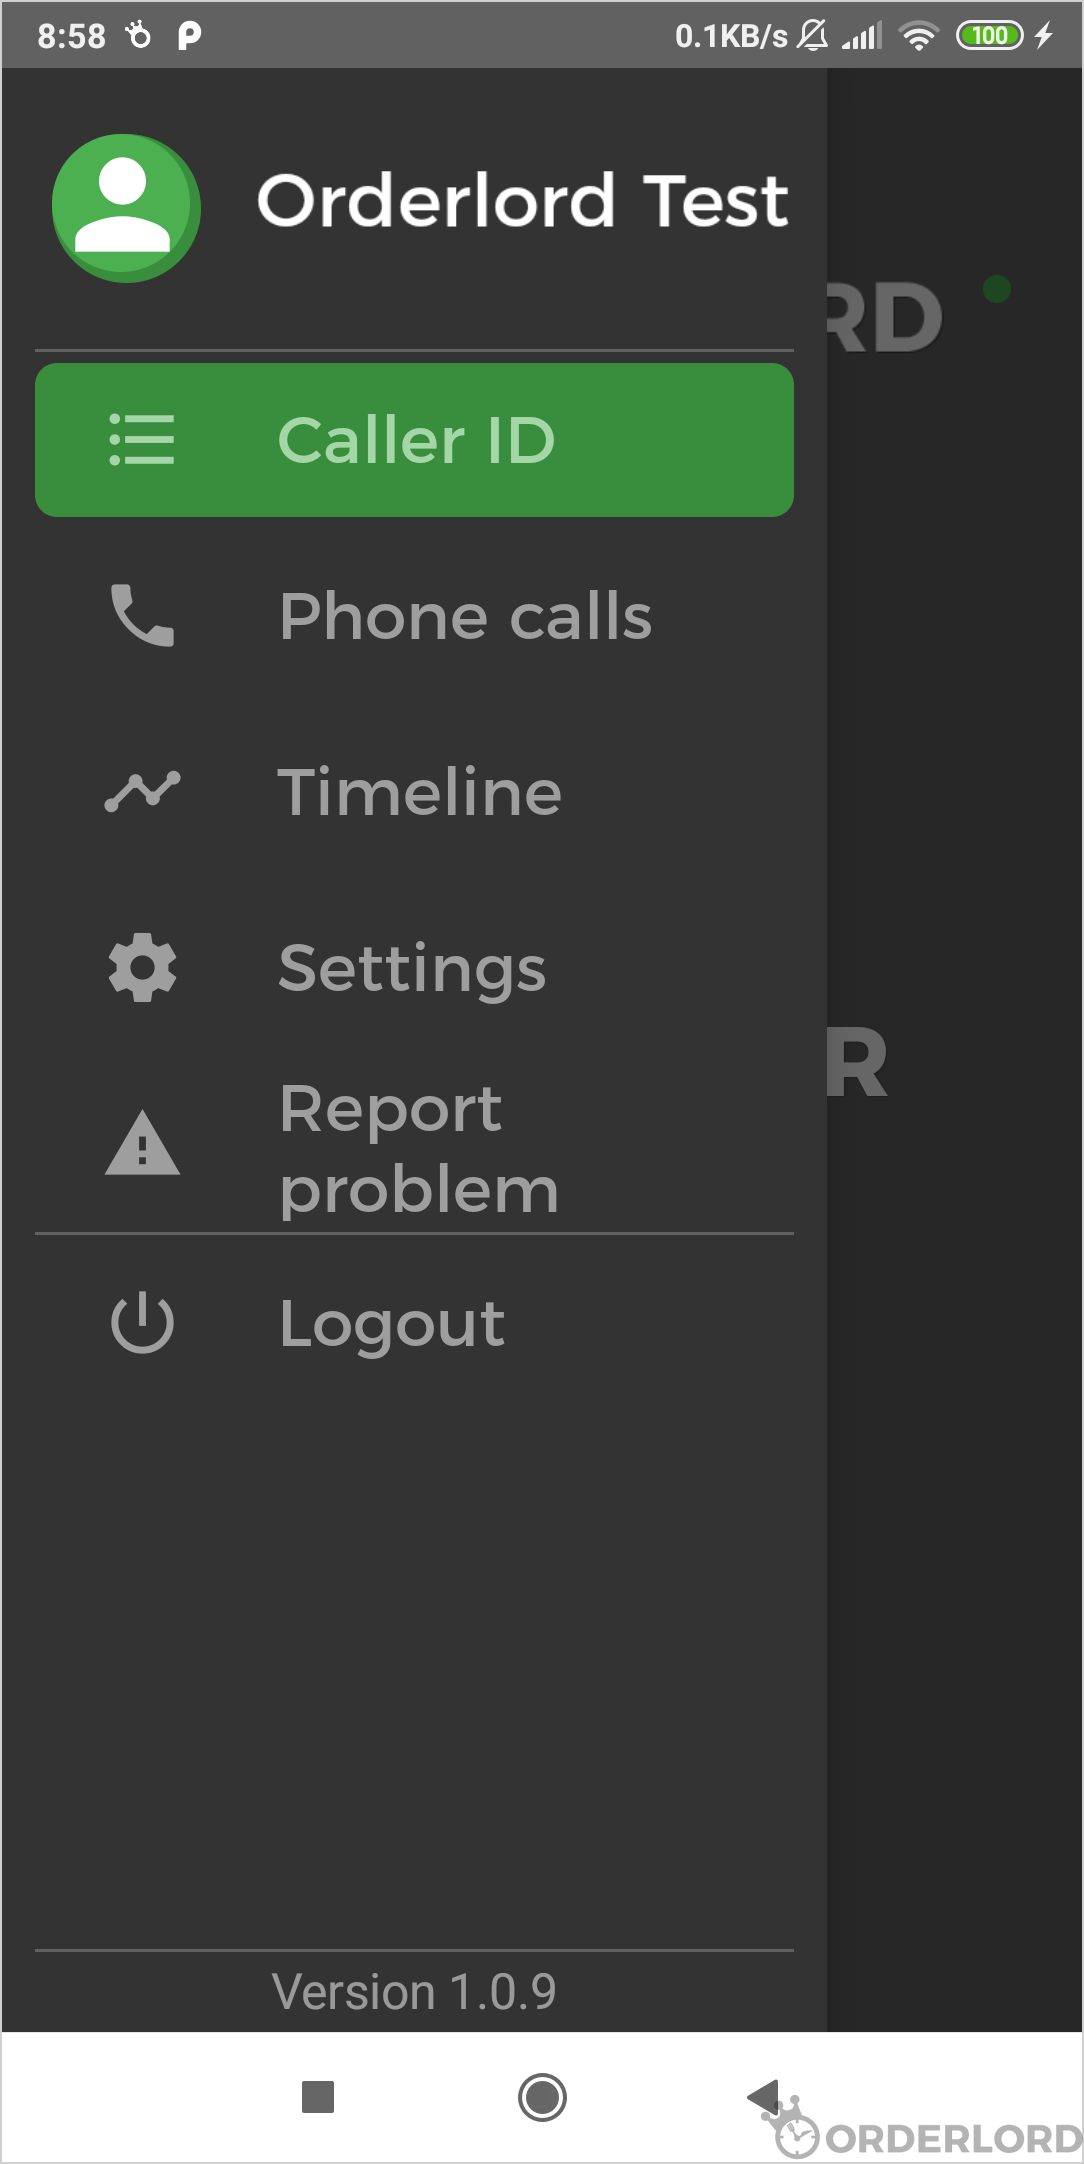 8:58 0.1KB/s 100
Orderlord Test
RD
Caller ID
Phone calls
Timeline
Settings
R
Report
problem
Logout
Version 1.0.9
ORDERLORD